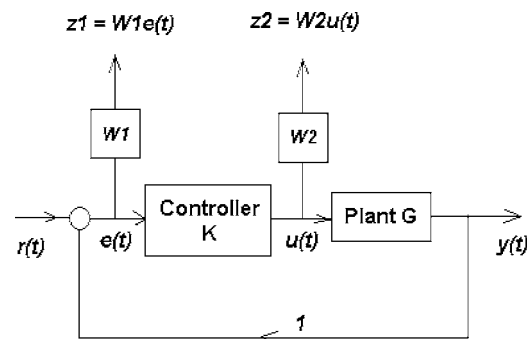 z1 = W1e(t)
z2 = W2u(t)
W1
W2
Controller
K
Plant G
r(t)
e(t)
u(t)
y(t)
1